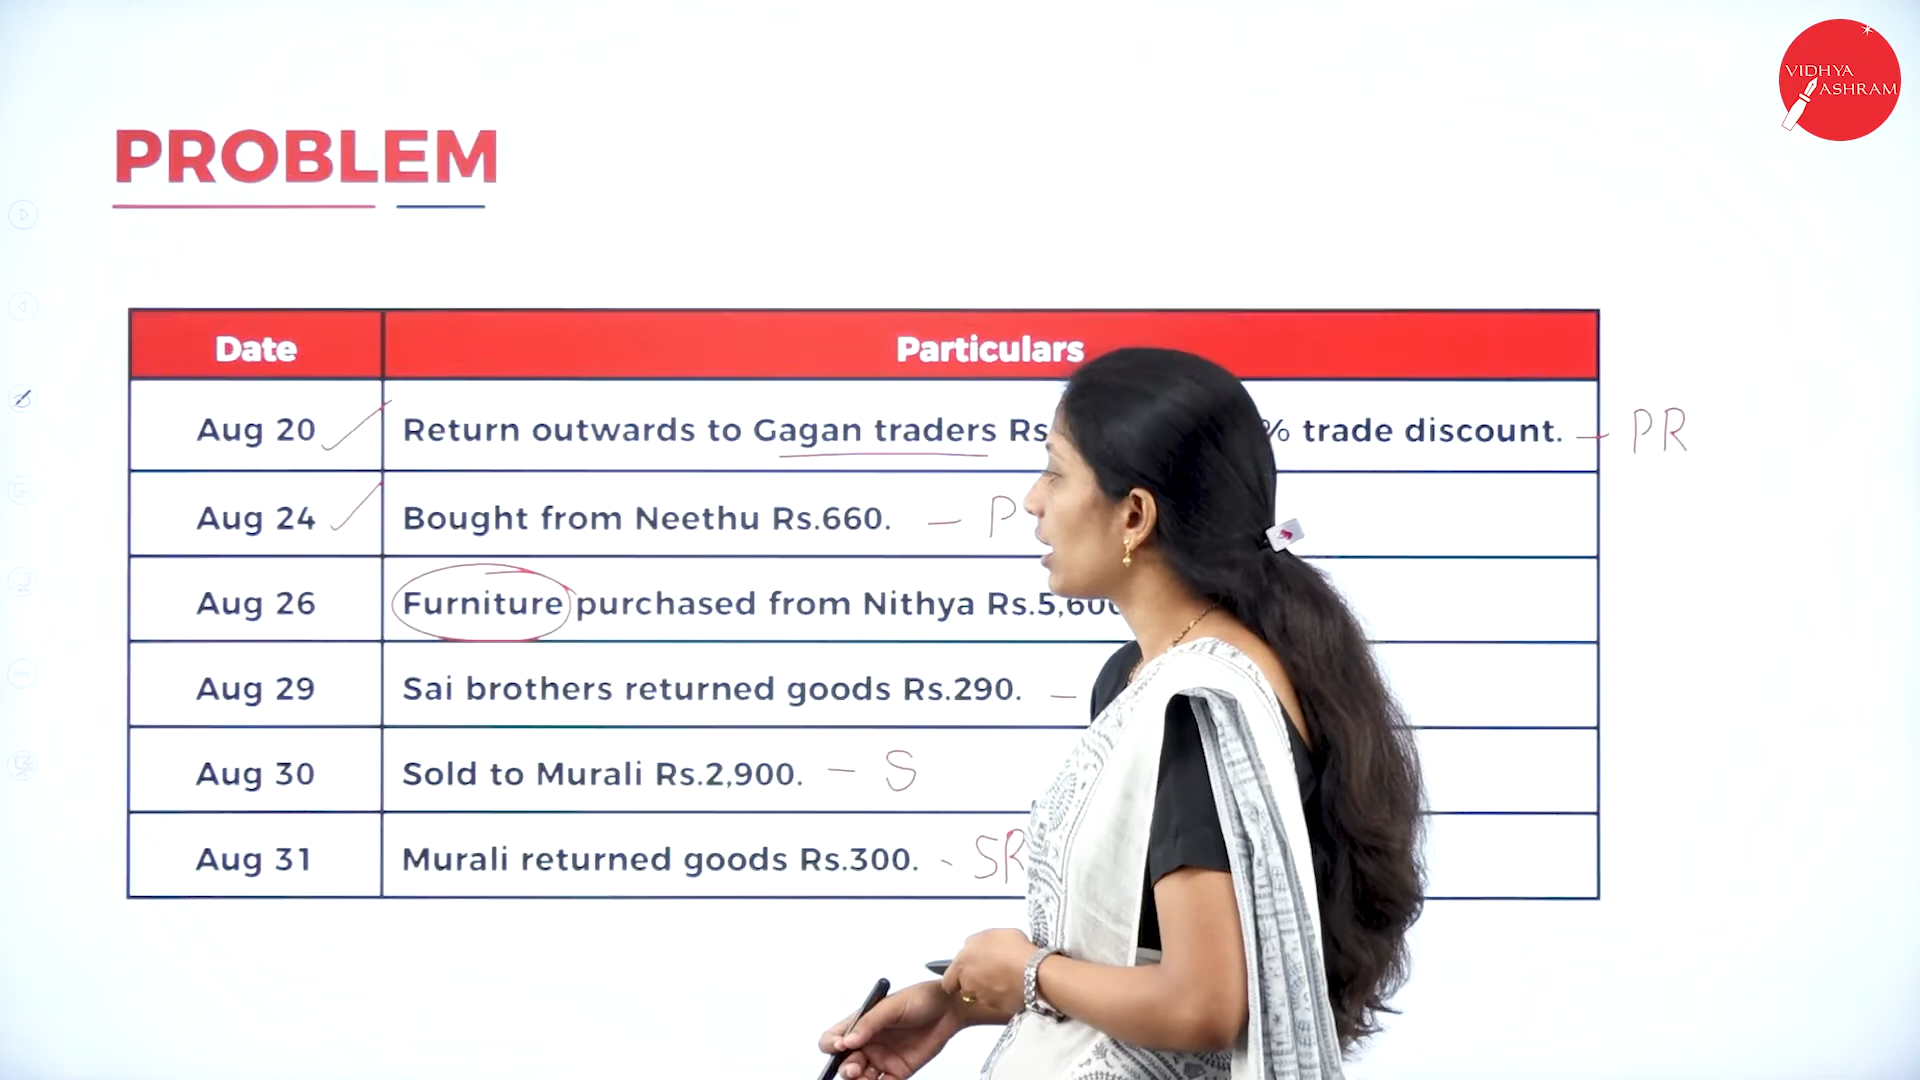 VIDHYA
ASHRAM
PROBLEM
Date Particulars
Aug 20 Return outwards to Gagan traders Rs % trade discount. — PR
Aug 24 Bought from Neethu Rs.660. — P
Aug 26 Furniture purchased from Nithya Rs.5,600
Aug 29 Sai brothers returned goods Rs.290. —
Aug 30 Sold to Murali Rs.2,900. — S
Aug 31 Murali returned goods Rs.300. - SR